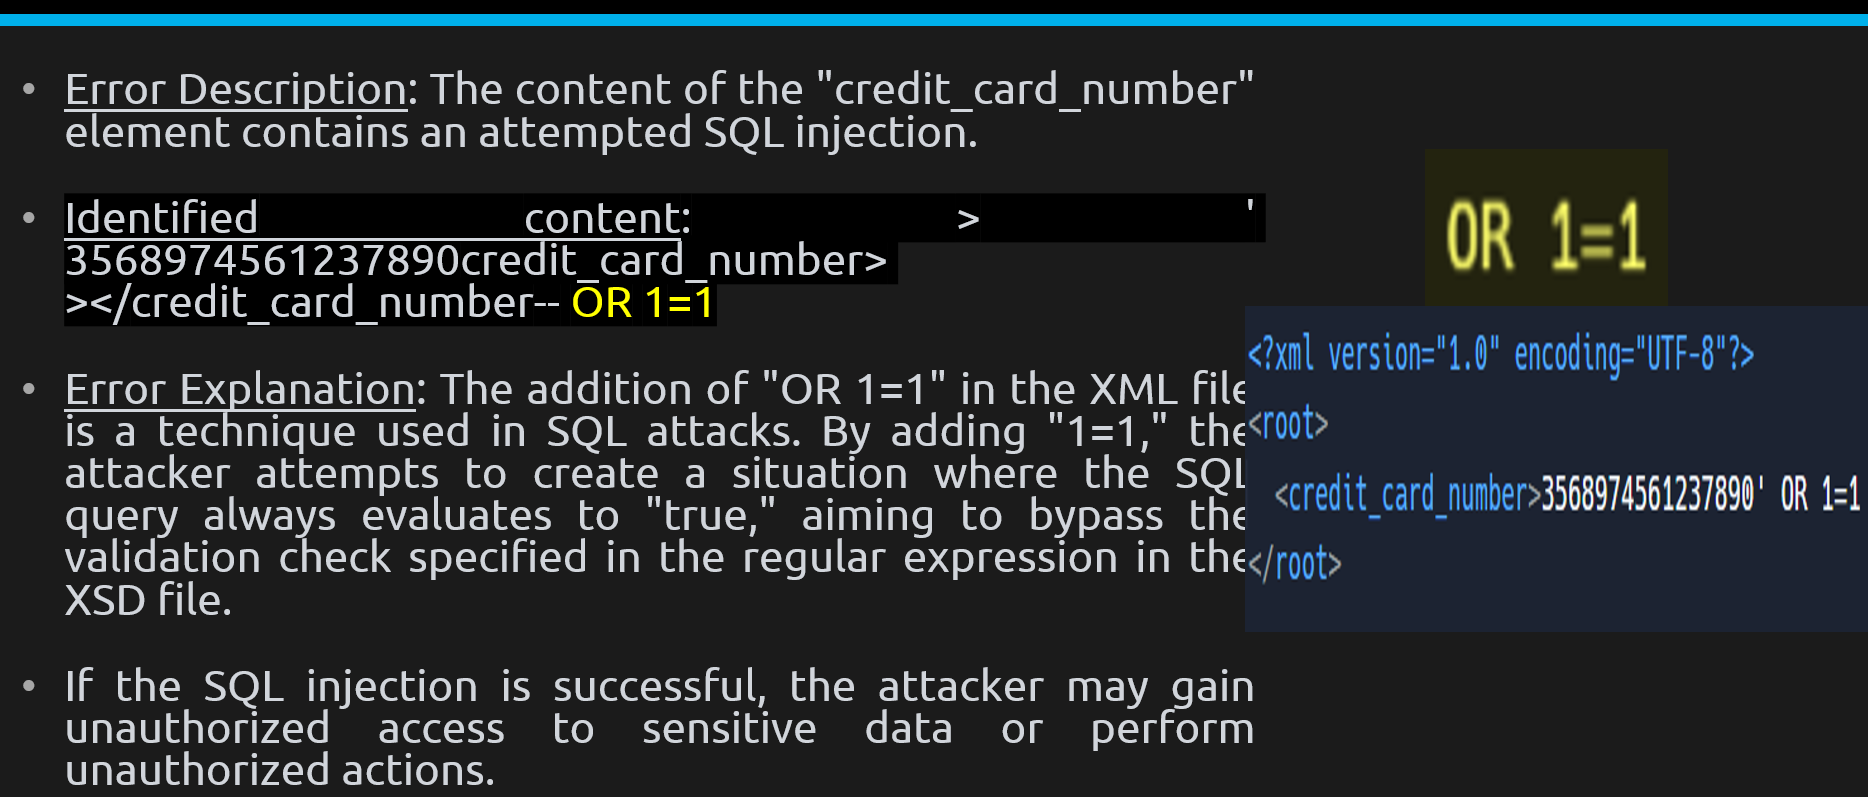 • Error Description: The content of the "credit_card_number"
element contains an attempted SQL injection.
• Identified content: > '
3568974561237890credit_card_number>
></credit_card_number-- OR 1=1
• Error Explanation: The addition of "OR 1=1" in the XML file
is a technique used in SQL attacks. By adding "1=1," the
attacker attempts to create a situation where the SQL
query always evaluates to "true," aiming to bypass the
validation check specified in the regular expression in the
XSD file.
• If the SQL injection is successful, the attacker may gain
unauthorized access to sensitive data or perform
unauthorized actions.
OR 1=1
<?xml version="1.0" encoding="UTF-8"?>
<root>
<credit_card_number>3568974561237890' OR 1=1
</root>